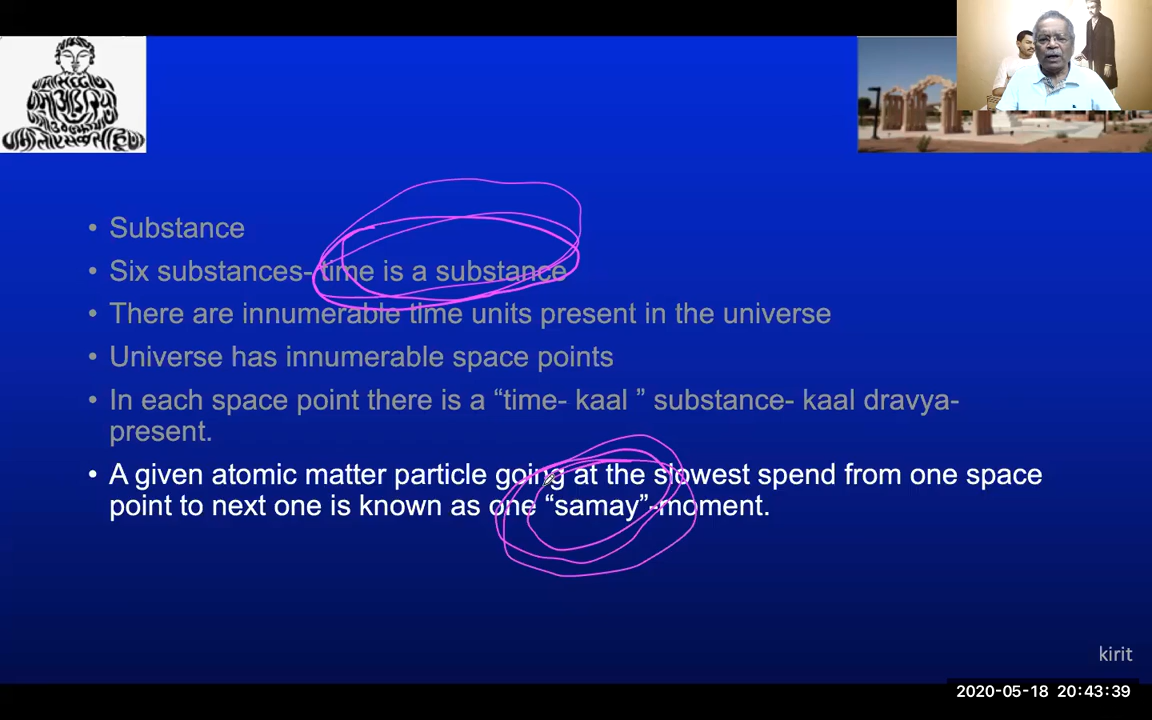 • Substance
• Six substances- time is a substance
• There are innumerable time units present in the universe
• Universe has innumerable space points
• In each space point there is a “time- kaal ” substance- kaal dravya-
present.
• A given atomic matter particle going at the slowest spend from one space
point to next one is known as one “samay”-moment.
kirit
2020-05-18 20:43:39